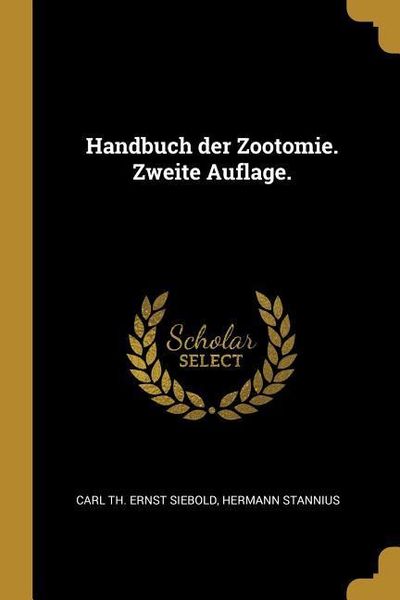 Handbuch der Zootomie.
Zweite Auflage.
Scholar
SELECT
CARL TH. ERNST SIEBOLD, HERMANN STANNIUS